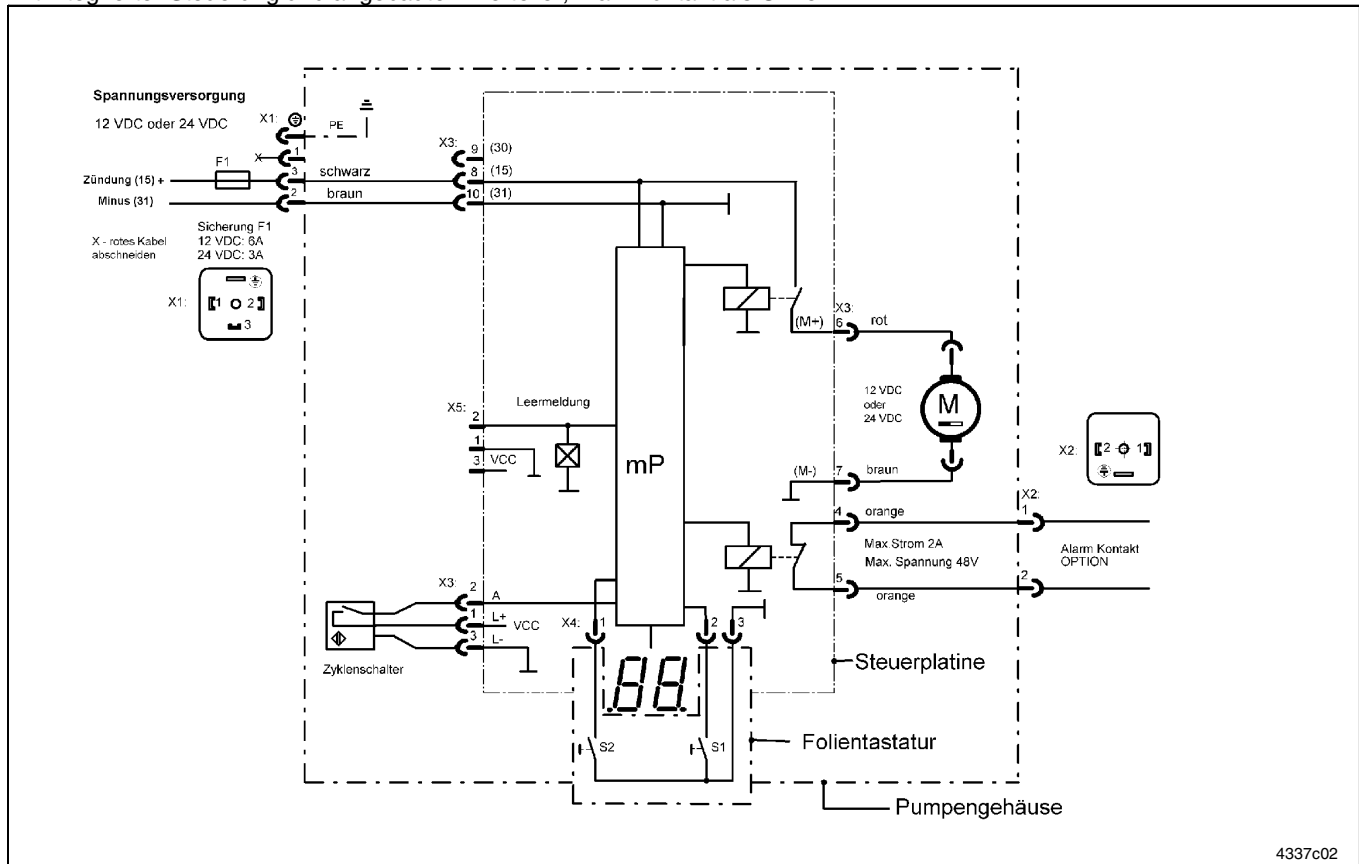 Spannungsversorgung
12 VDC oder 24 VDC
X1:
PE
X
1
F1
3
schwarz
X3:
9 (30)
8 (15)
Zündung (15) +
2
braun
10 (31)
Minus (31)
Sicherung F1
12 VDC: 6A
24 VDC: 3A
X - rotes Kabel
abschneiden
X1:
1 2
3
(M+)
X3:
6
rot
12 VDC
oder
24 VDC
M
X5:
2
Leermeldung
1
3 VCC
mP
(M-)
7
braun
X2:
2 1
4
orange
X2:
1
Max.Strom 2A
Max. Spannung 48V
Alarm Kontakt
OPTION
5
orange
2
X3:
2 A
1 L+
VCC
3 L-
Zyklenschalter
X4:
1
2
3
.8.8.
S2
S1
Steuerplatine
Folientastatur
Pumpengehäuse
4337c02